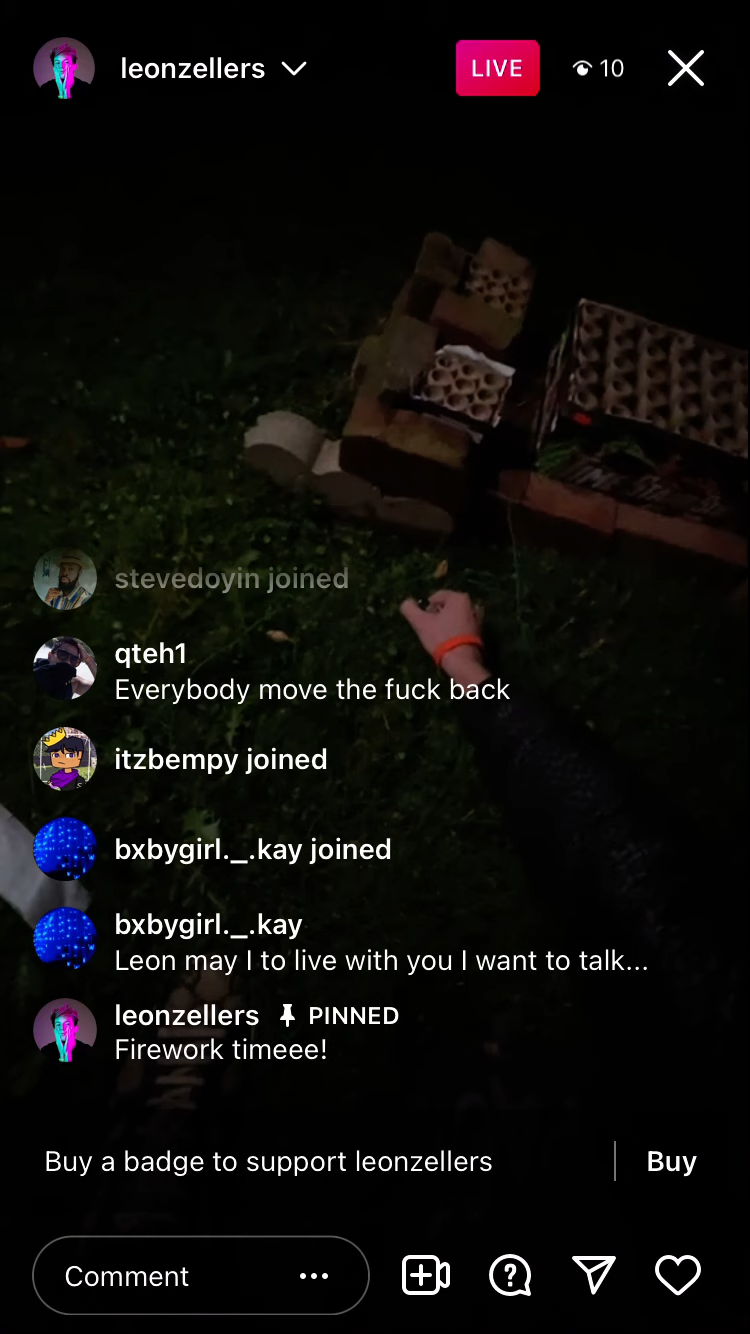 leonzellers
LIVE
10
stevedoyin joined
qteh1
Everybody move the fuck back
itzbempy joined
bxbygirl._.kay joined
bxbygirl._.kay
Leon may I to live with you I want to talk...
leonzellers PINNED
Firework timeee!
Buy a badge to support leonzellers
Buy
Comment